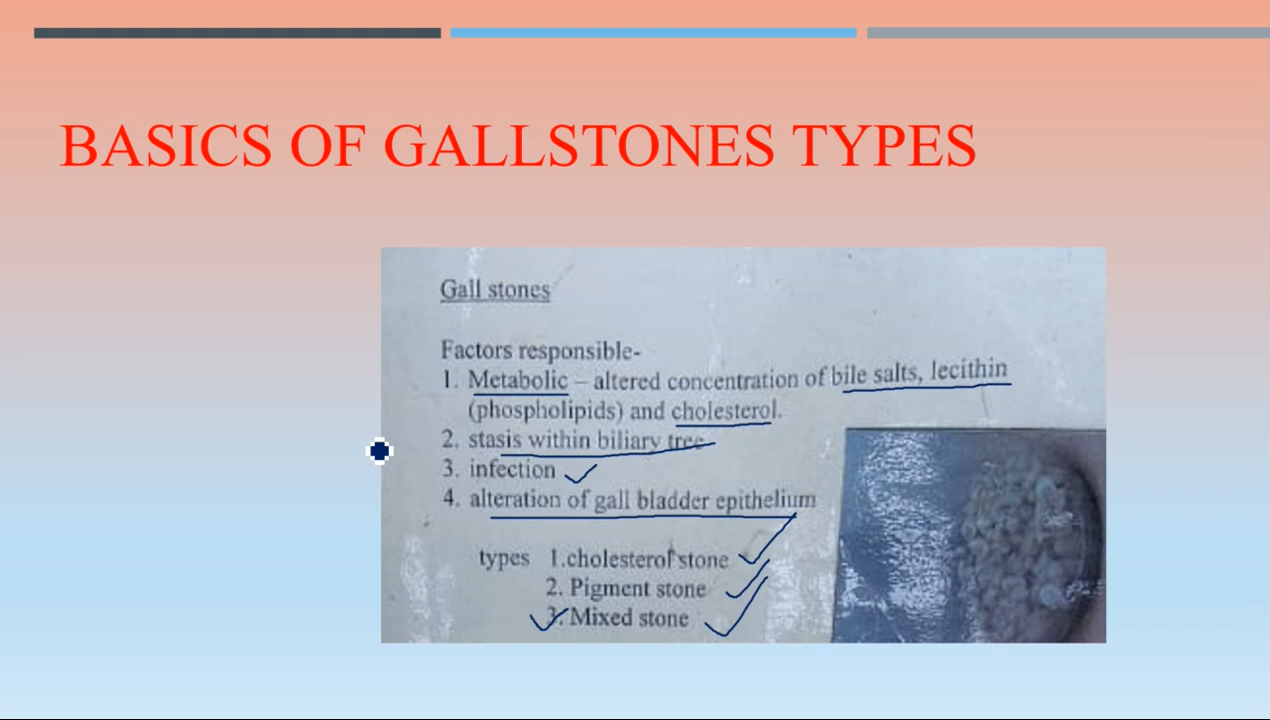 BASICS OF GALLSTONES TYPES
Gall stones
Factors responsible-
1. Metabolic – altered concentration of bile salts, lecithin
(phospholipids) and cholesterol.
2. stasis within biliary tree
3. infection
4. alteration of gall bladder epithelium
types 1.cholesterol stone
2. Pigment stone
3. Mixed stone